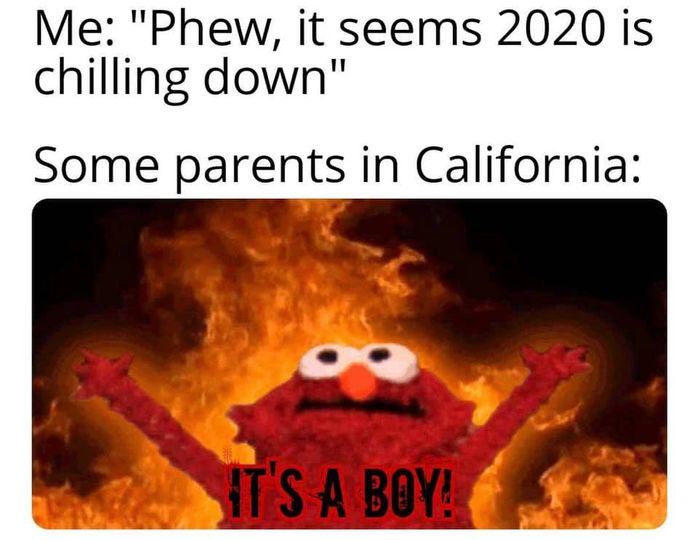 Me: "Phew, it seems 2020 is
chilling down"
Some parents in California:
IT'S A BOY!